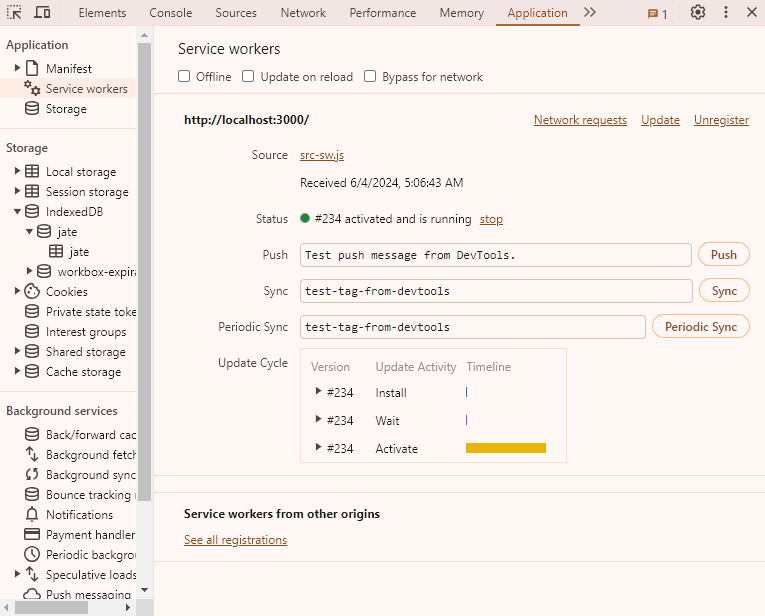 Elements Console Sources Network Performance Memory Application 1
Application
Manifest
Service workers
Storage
Storage
Local storage
Session storage
IndexedDB
jate
jate
workbox-expira
Cookies
Private state toke
Interest groups
Shared storage
Cache storage
Background services
Back/forward cac
Background fetch
Background sync
Bounce tracking
Notifications
Payment handler
Periodic backgrou
Speculative loads
Push messaging
Service workers
Offline Update on reload Bypass for network
http://localhost:3000/ Network requests Update Unregister
Source src-sw.js
Received 6/4/2024, 5:06:43 AM
Status #234 activated and is running stop
Push Test push message from DevTools. Push
Sync test-tag-from-devtools Sync
Periodic Sync test-tag-from-devtools Periodic Sync
Update Cycle Version Update Activity Timeline
#234 Install
#234 Wait
#234 Activate
Service workers from other origins
See all registrations